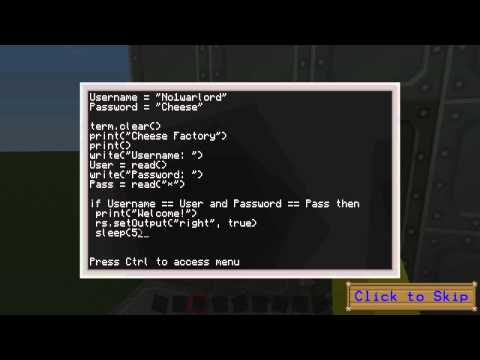 Username = "No1warlord"
Password = "Cheese"
term.clear()
print("Cheese Factory")
print()
write("Username: ")
User = read()
write("Password: ")
Pass = read("*")
if Username == User and Password == Pass then
print("Welcome!")
rs.setOutput("right", true)
sleep(5)_
Press Ctrl to access menu
Click to Skip